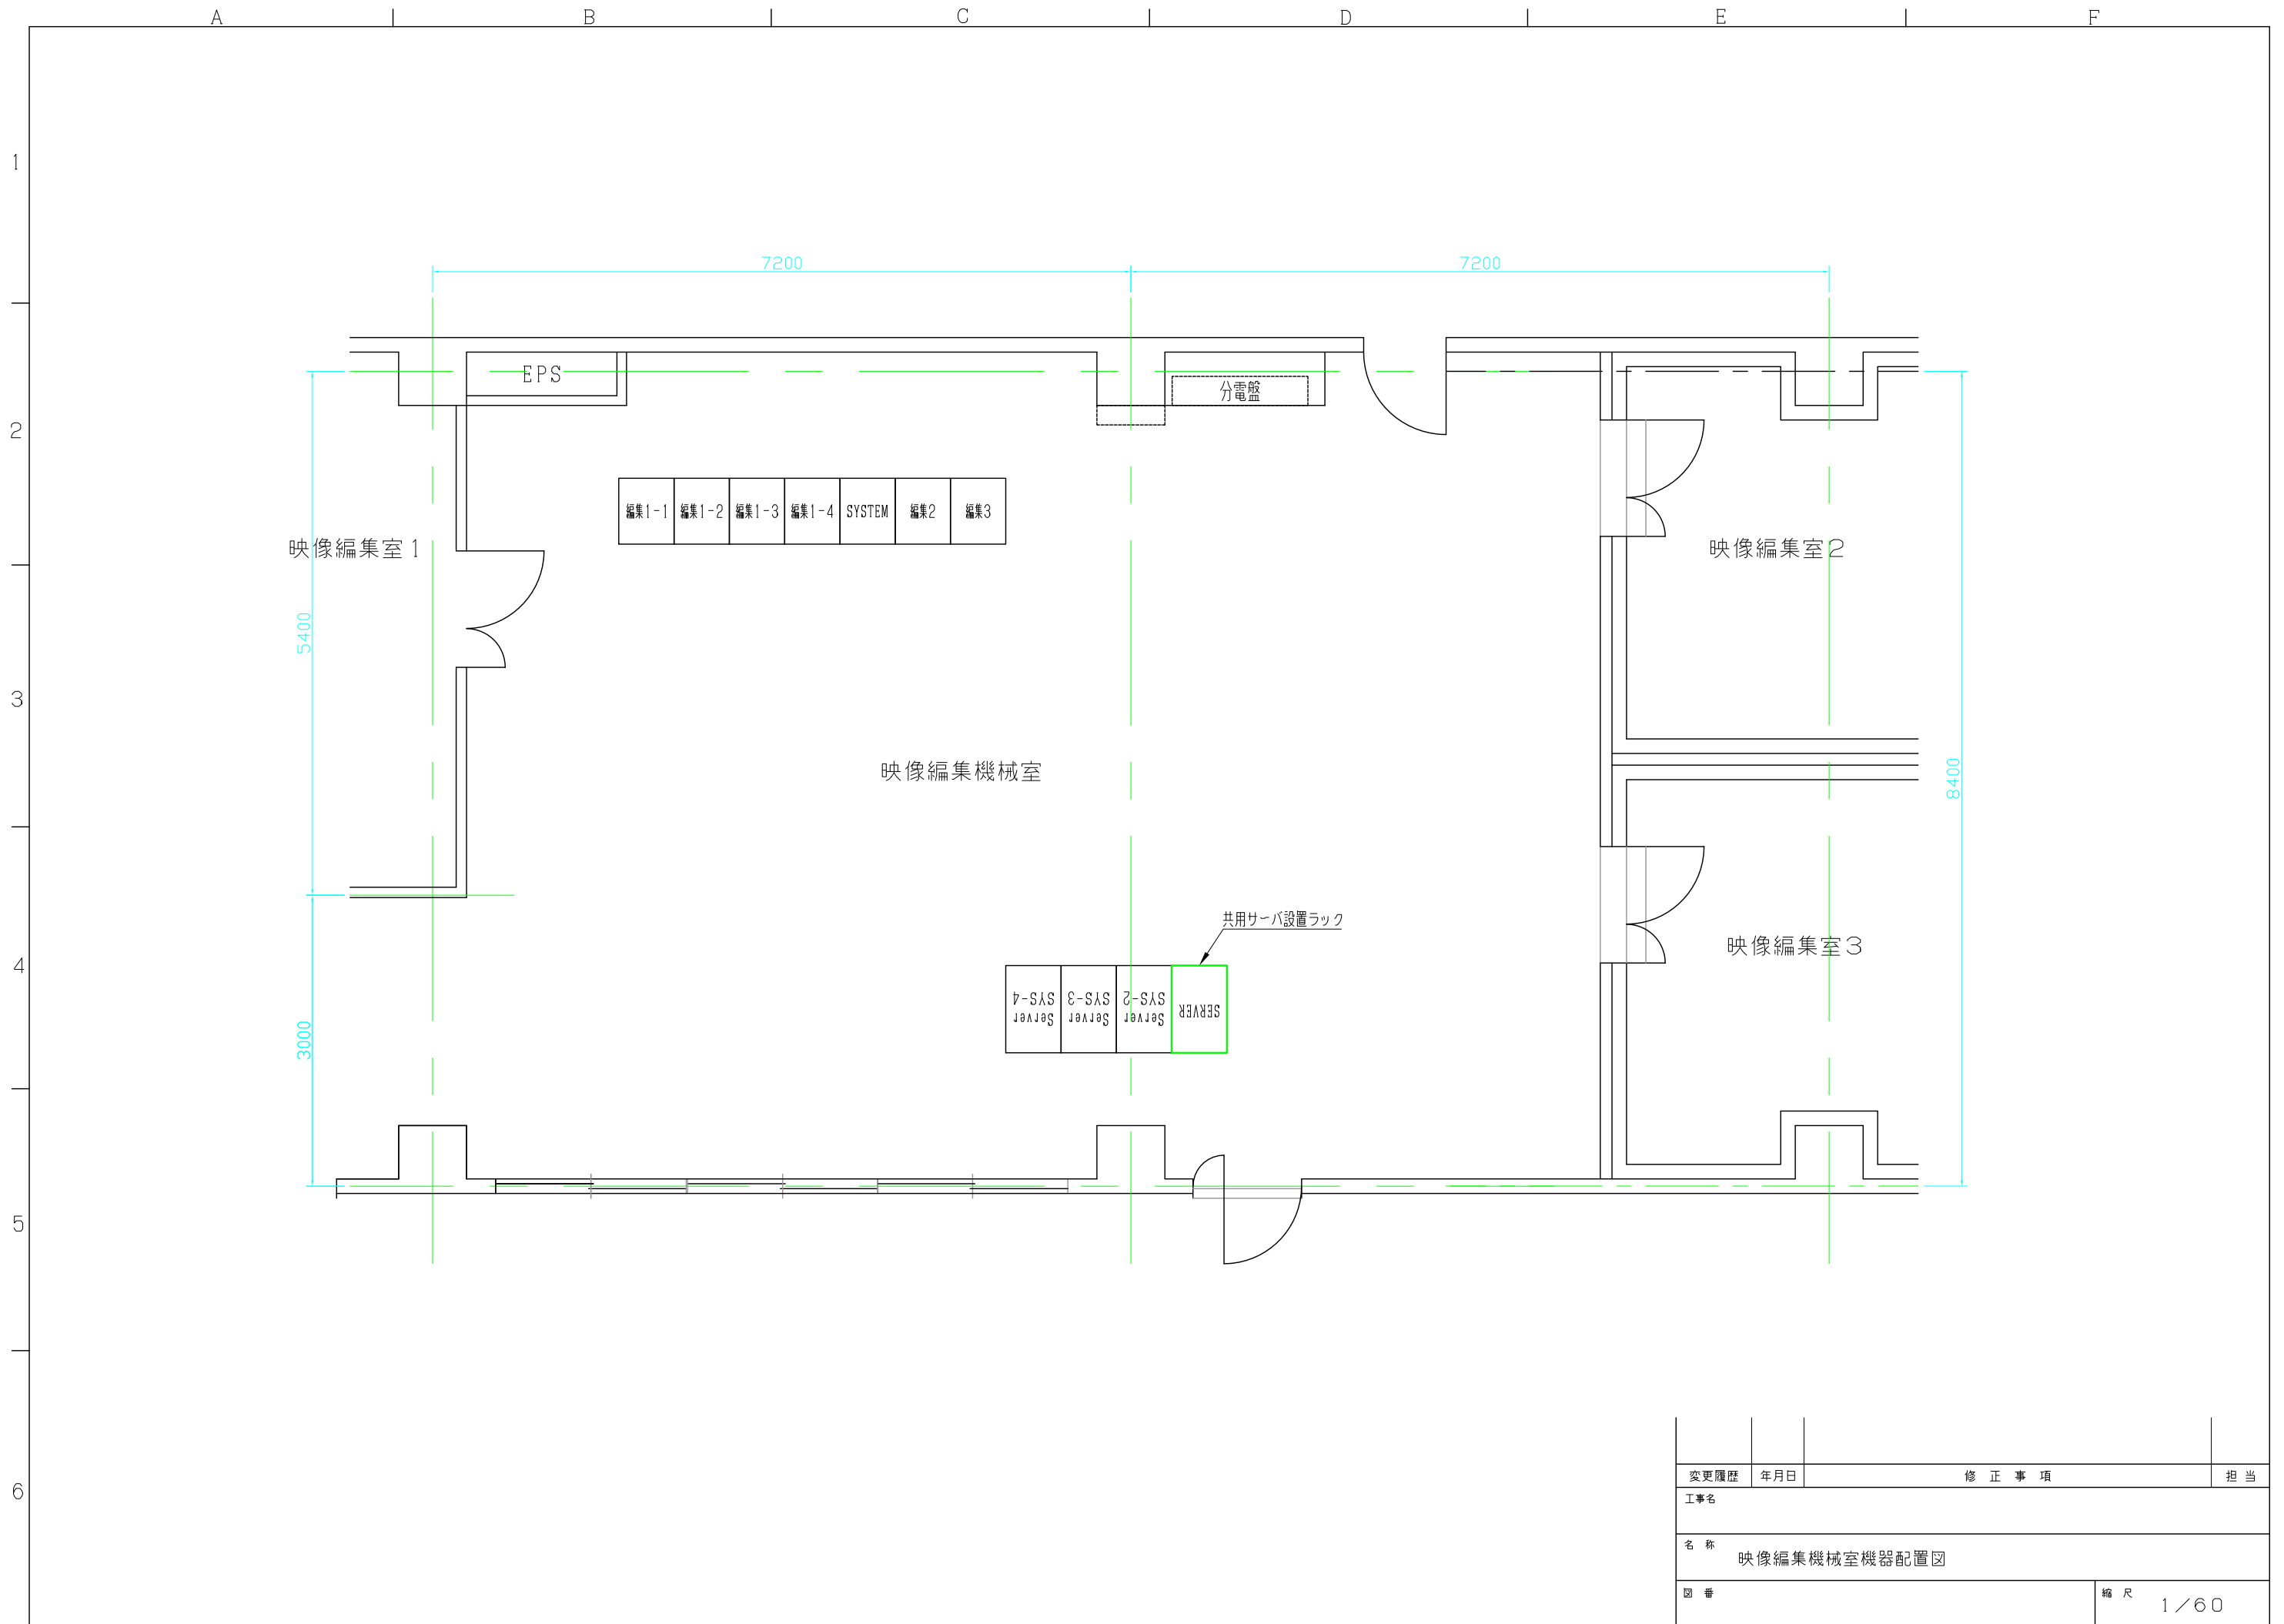 A B C D E F
1
2
3
4
5
6
7200 7200
EPS
分電盤
編集1-1 編集1-2 編集1-3 編集1-4 SYSTEM 編集2 編集3
映像編集室1
映像編集室2
5400
映像編集機械室
8400
共用サーバ設置ラック
映像編集室3
Server
SYS-4
Server
SYS-3
Server
SYS-2
SERVER
3000
変更履歴 年月日 修正事項 担当
工事名
名称
映像編集機械室機器配置図
図番
縮尺
1/60